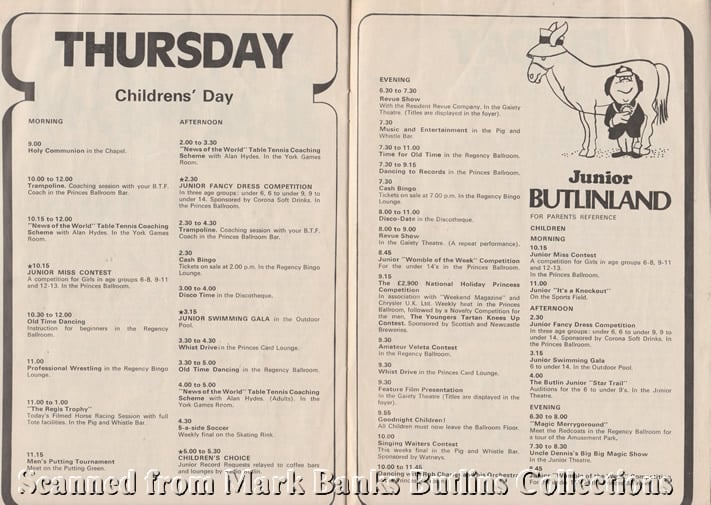 THURSDAY
Childrens' Day
MORNING
9.00
Holy Communion in the Chapel.
10.00 to 12.00
Trampoline. Coaching session with your B.T.F.
Coach in the Princes Ballroom Bar.
10.15 to 12.00
"News of the World" Table Tennis Coaching
Scheme with Alan Hydes. In the York Games
Room.
★10.15
JUNIOR MISS CONTEST
A competition for Girls in age groups 6-8, 9-11
and 12-13. In the Princes Ballroom.
10.30 to 12.00
Old Time Dancing
Instruction for beginners in the Regency
Ballroom.
11.00
Professional Wrestling in the Regency Bingo
Lounge.
11.00 to 1.00
"The Regis Trophy"
Today's Filmed Horse Racing Session with full
Tote facilities. In the Pig and Whistle Bar.
11.15
Men's Putting Tournament
Meet on the Putting Green.
AFTERNOON
2.00 to 3.30
"News of the World" Table Tennis Coaching
Scheme with Alan Hydes. In the York Games
Room.
★2.30
JUNIOR FANCY DRESS COMPETITION
In three age groups: under 6, 6 to under 9, 9 to
under 14. Sponsored by Corona Soft Drinks. In
the Princes Ballroom.
2.30 to 4.30
Trampoline. Coaching session with your B.T.F.
Coach in the Princes Ballroom Bar.
2.30
Cash Bingo
Tickets on sale at 2.00 p.m. In the Regency Bingo
Lounge.
3.00 to 4.00
Disco Time in the Discotheque.
★3.15
JUNIOR SWIMMING GALA in the Outdoor
Pool.
3.30 to 4.30
Whist Drive in the Princes Card Lounge.
3.30 to 5.00
Old Time Dancing in the Regency Ballroom.
4.00 to 5.00
"News of the World" Table Tennis Coaching
Scheme with Alan Hydes. (Adults). In the
York Games Room.
4.30
5-a-side Soccer
Weekly final on the Skating Rink.
★5.00 to 5.30
CHILDREN'S CHOICE
Junior Record Requests relayed to coffee bars
and lounges by
EVENING
6.30 to 7.30
Revue Show
With the Resident Revue Company. In the Gaiety
Theatre. (Titles are displayed in the foyer).
7.30
Music and Entertainment in the Pig and
Whistle Bar.
7.30 to 11.00
Time for Old Time in the Regency Ballroom.
7.30 to 9.15
Dancing to Records in the Princes Ballroom.
7.30
Cash Bingo
Tickets on sale 7.00 p.m. in the Regency Bingo
Lounge.
8.00 to 11.00
Disco-Date in the Discotheque.
8.00 to 9.00
Revue Show
In the Gaiety Theatre. (A repeat performance).
8.45
Junior "Womble of the Week" Competition
For the under 14's in the Princes Ballroom.
9.15
The £2,900 National Holiday Princess
Competition
In association with "Weekend Magazine" and
Chrysler U.K. Ltd. Weekly heat in the Princes
Ballroom, followed by a Novelty Competition for
the men, The Youngers Tartan Knees Up
Contest. Sponsored by Scottish and Newcastle
Breweries.
9.30
Amateur Veleta Contest
In the Regency Ballroom.
9.30
Whist Drive in the Princes Card Lounge.
9.30
Feature Film Presentation
In the Gaiety Theatre. (Titles are displayed in the
foyer).
9.55
Goodnight Children!
All Children must now leave the Ballroom Floor.
10.00
Singing Waiters Contest
This weeks final in the Pig and Whistle Bar.
Sponsored by Watneys.
10.00 to 11.45
Dancing with Bob Orchestra
Junior
BUTLINLAND
FOR PARENTS REFERENCE
CHILDREN
MORNING
10.15
Junior Miss Contest
A competition for Girls in age groups 6-8, 9-11
and 12-13.
In the Princes Ballroom.
11.00
Junior "It's a Knockout"
On the Sports Field.
AFTERNOON
2.30
Junior Fancy Dress Competition
In three age groups: under 6, 6 to under 9, 9 to
under 14. Sponsored by Corona Soft Drinks. In
the Princes Ballroom.
3.15
Junior Swimming Gala
6 to under 14. In the Outdoor Pool.
4.00
The Butlin Junior "Star Trail"
Auditions for the 6 to under 9's. In the Junior
Theatre.
EVENING
6.30 to 8.00
"Magic Merrygoround"
Meet the Redcoats in the Regency Ballroom for
a tour of the Amusement Park.
7.30 to 8.30
Uncle Dennis's Big Big Magic Show
In the Junior Theatre.
8.45
Scanned from Mark Banks Butlins Collections